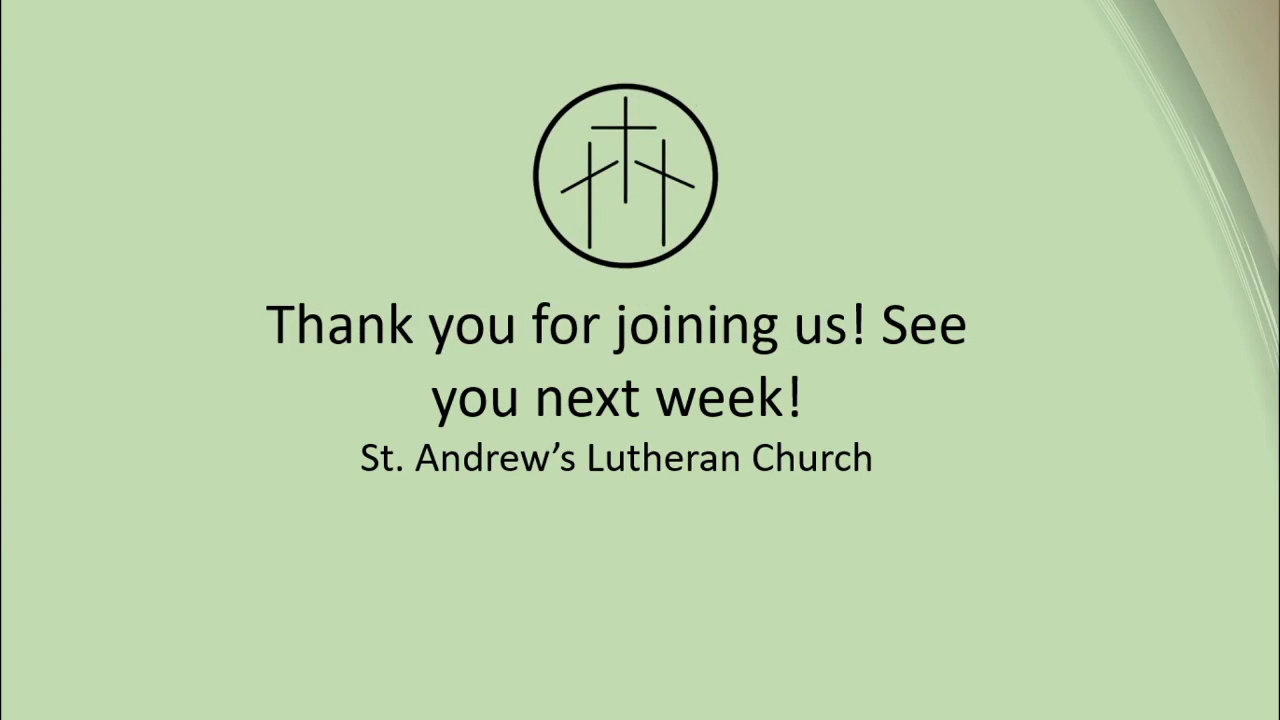 Thank you for joining us! See
you next week!
St. Andrew’s Lutheran Church